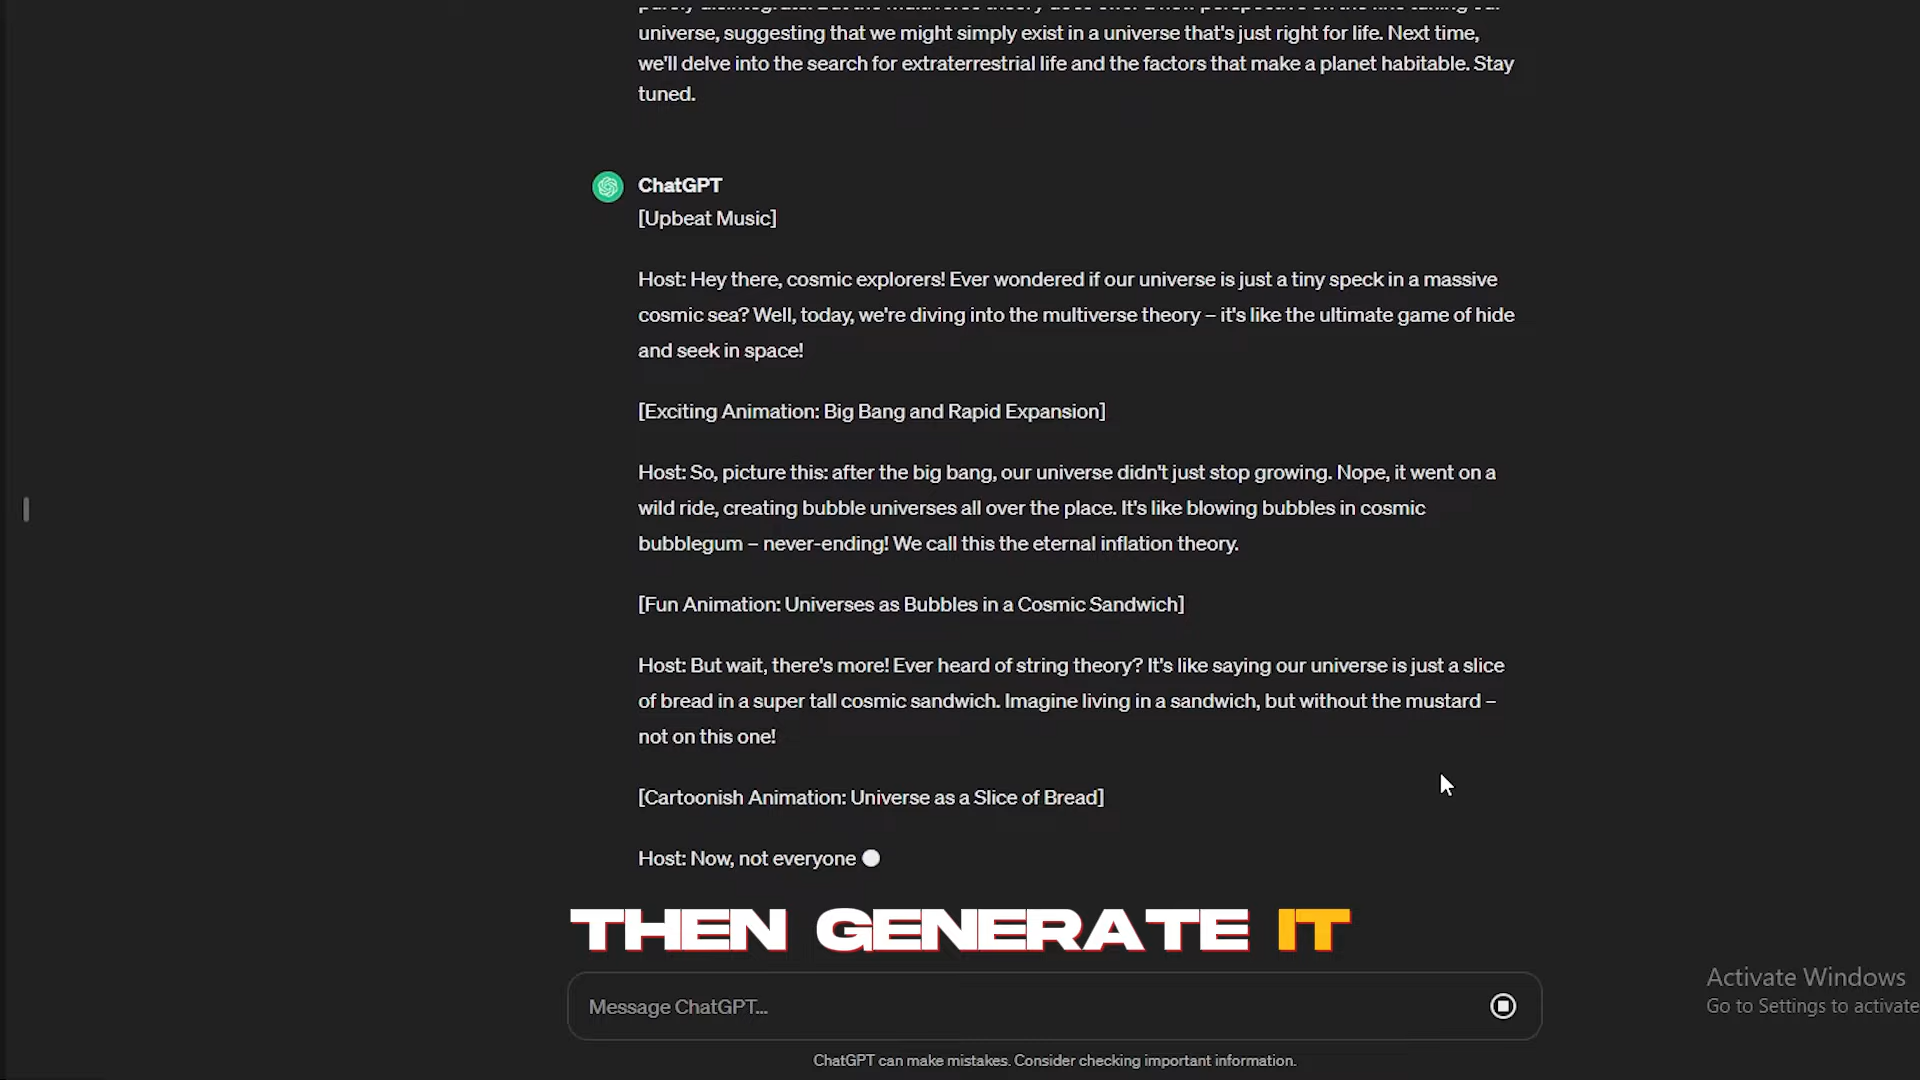 universe, suggesting that we might simply exist in a universe that's just right for life. Next time,
we'll delve into the search for extraterrestrial life and the factors that make a planet habitable. Stay
tuned.
ChatGPT
[Upbeat Music]
Host: Hey there, cosmic explorers! Ever wondered if our universe is just a tiny speck in a massive
cosmic sea? Well, today, we're diving into the multiverse theory – it's like the ultimate game of hide
and seek in space!
[Exciting Animation: Big Bang and Rapid Expansion]
Host: So, picture this: after the big bang, our universe didn't just stop growing. Nope, it went on a
wild ride, creating bubble universes all over the place. It's like blowing bubbles in cosmic
bubblegum – never-ending! We call this the eternal inflation theory.
[Fun Animation: Universes as Bubbles in a Cosmic Sandwich]
Host: But wait, there's more! Ever heard of string theory? It's like saying our universe is just a slice
of bread in a super tall cosmic sandwich. Imagine living in a sandwich, but without the mustard –
not on this one!
[Cartoonish Animation: Universe as a Slice of Bread]
Host: Now, not everyone
THEN GENERATE IT
Message ChatGPT...
Activate Windows
Go to Settings to activate
ChatGPT can make mistakes. Consider checking important information.